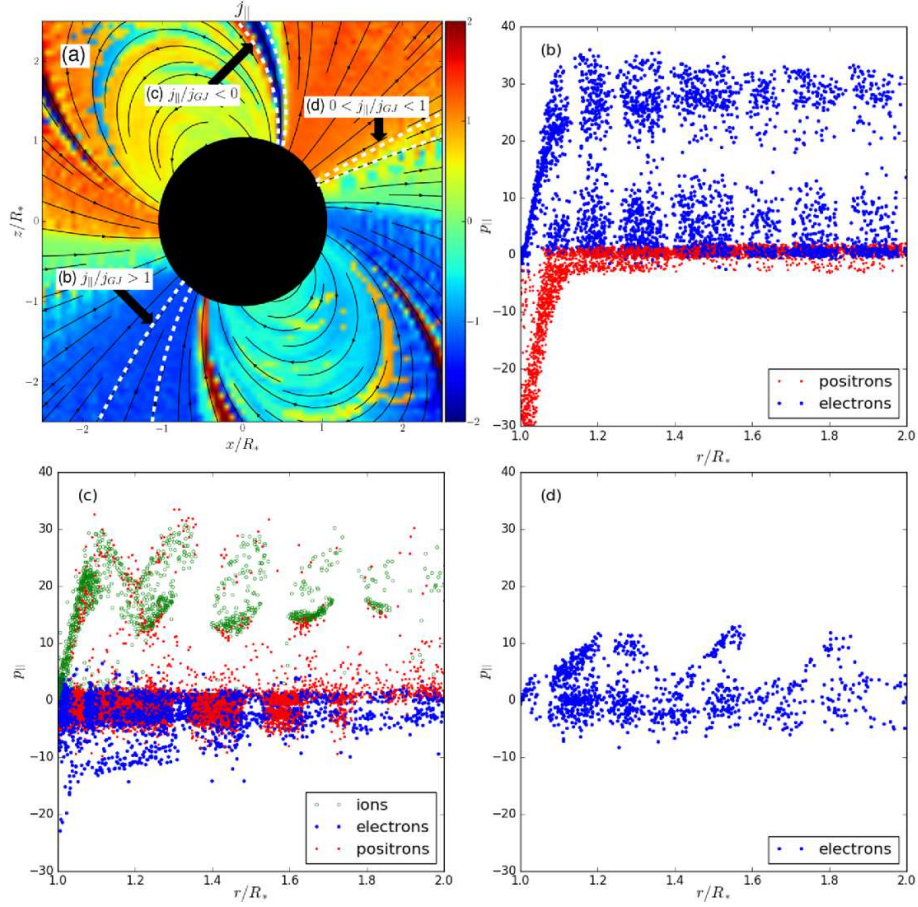 j∥
(a)
(c) j∥/jGJ < 0
(d) 0 < j∥/jGJ < 1
(b) j∥/jGJ > 1
2
1
0
−1
−2
z/R*
−2
−1
0
1
2
x/R*
2
1
0
−1
−2
(b)
40
30
20
10
0
−10
−20
−30
p||
positrons
electrons
1.0
1.2
1.4
1.6
1.8
2.0
r/R*
(c)
40
30
20
10
0
−10
−20
−30
p||
ions
electrons
positrons
1.0
1.2
1.4
1.6
1.8
2.0
r/R*
(d)
40
30
20
10
0
−10
−20
−30
p||
electrons
1.0
1.2
1.4
1.6
1.8
2.0
r/R*